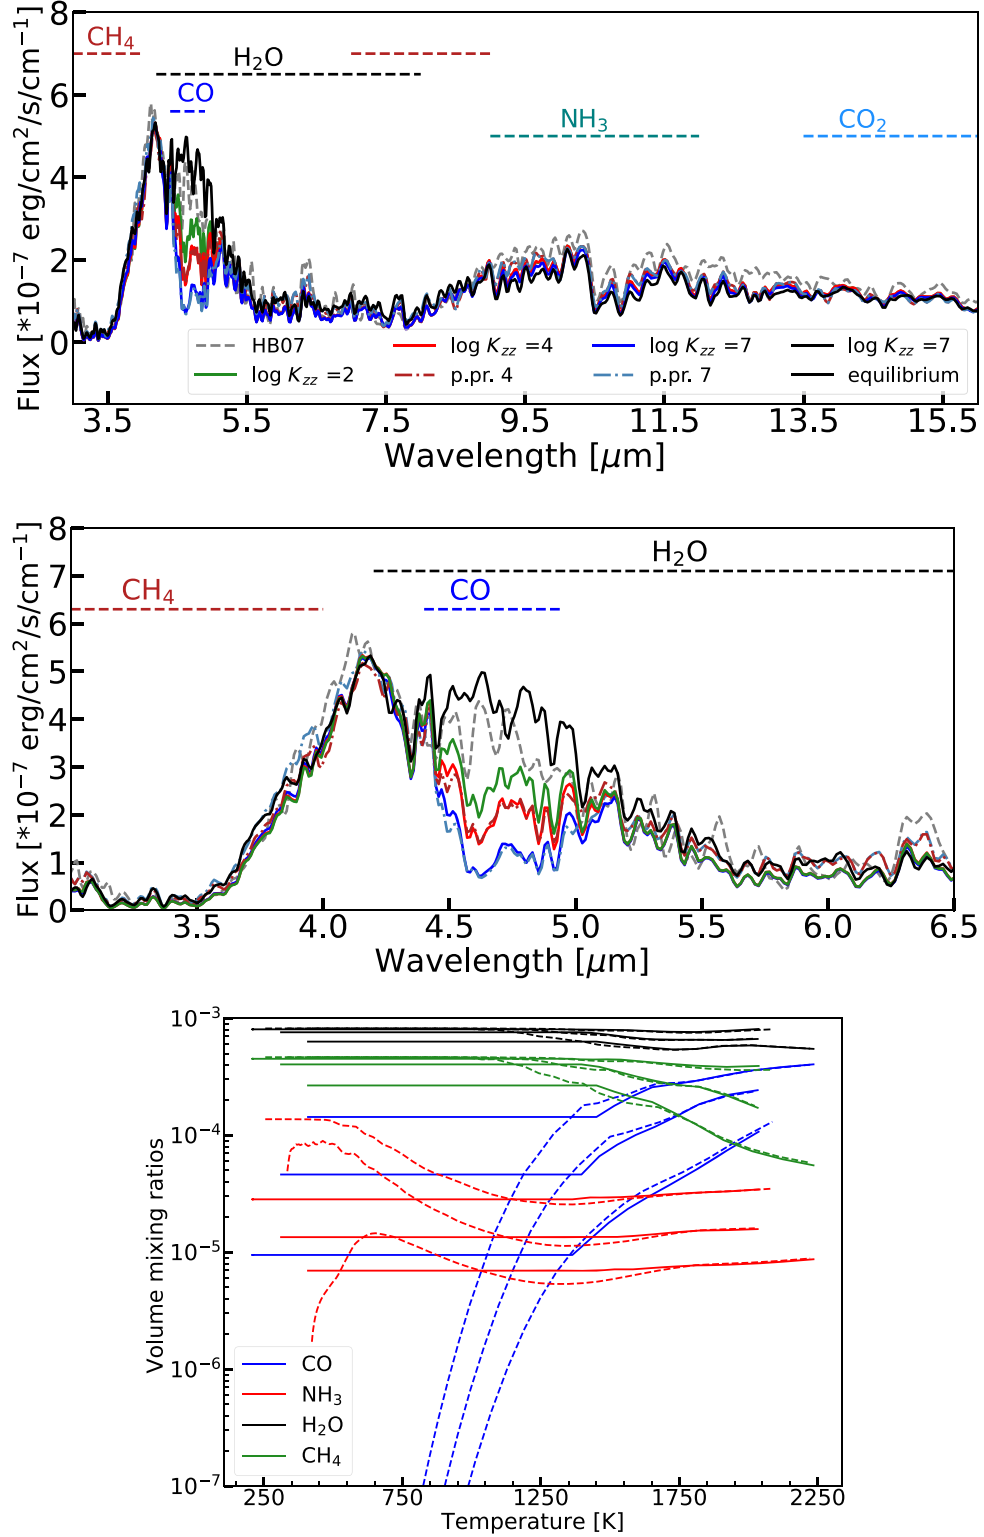 CH₄
H₂O
CO
NH₃
CO₂
8
6
4
2
0
Flux [*10⁻⁷ erg/cm²/s/cm⁻¹]
HB07
log K_zz =2
log K_zz =4
p.pr. 4
log K_zz =7
p.pr. 7
log K_zz =7
equilibrium
3.5 5.5 7.5 9.5 11.5 13.5 15.5
Wavelength [μm]
8
7
6
5
4
3
2
1
0
Flux [*10⁻⁷ erg/cm²/s/cm⁻¹]
H₂O
CH₄
CO
3.5 4.0 4.5 5.0 5.5 6.0 6.5
Wavelength [μm]
10⁻³
10⁻⁴
10⁻⁵
10⁻⁶
10⁻⁷
Volume mixing ratios
CO
NH₃
H₂O
CH₄
250 750 1250 1750 2250
Temperature [K]